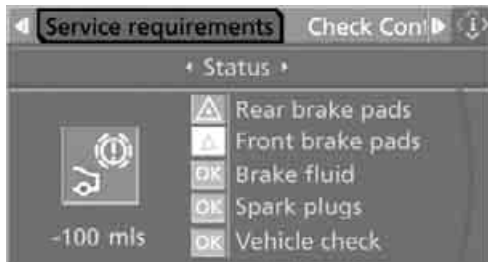 Service requirements Check Con
Status
Rear brake pads
Front brake pads
OK Brake fluid
OK Spark plugs
-100 mls
OK Vehicle check